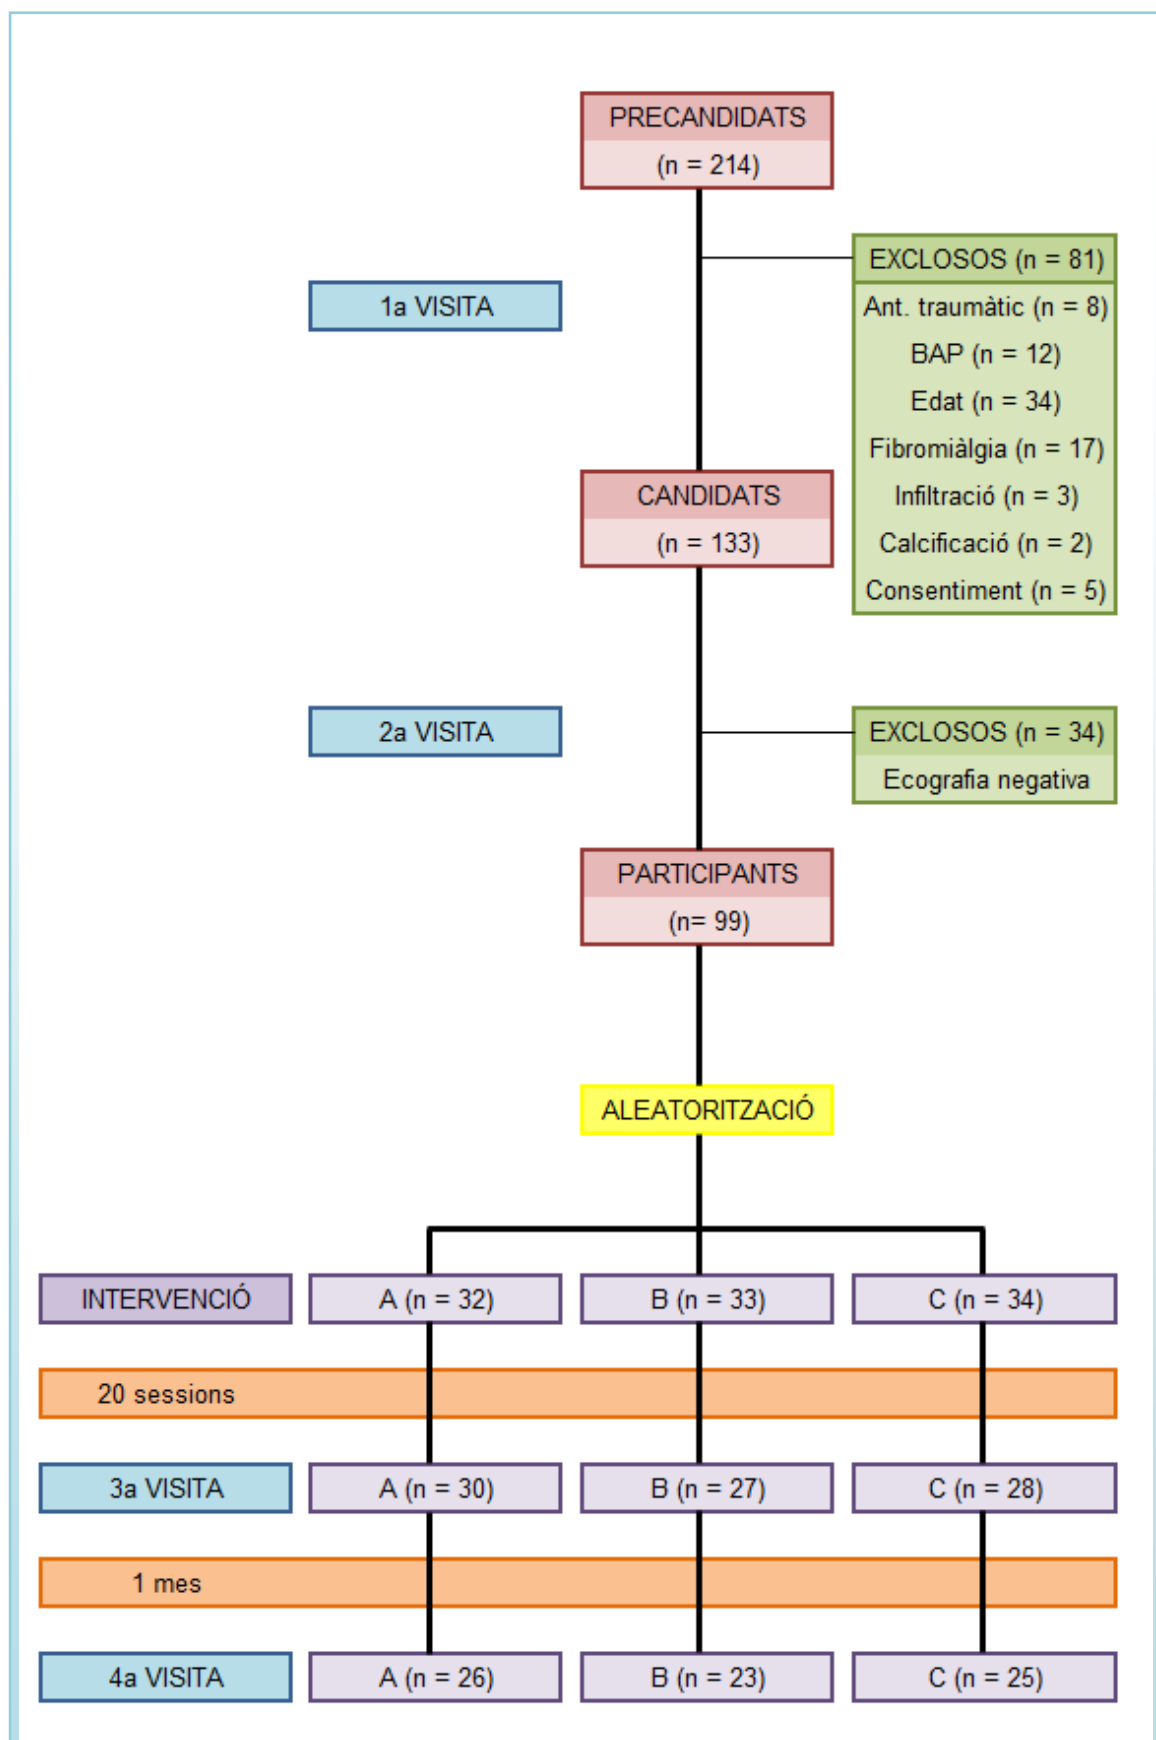 PRECANDIDATS
(n = 214)
EXCLOSOS (n = 81)
Ant. traumàtic (n = 8)
BAP (n = 12)
Edat (n = 34)
Fibromiàlgia (n = 17)
Infiltració (n = 3)
Calcificació (n = 2)
Consentiment (n = 5)
1a VISITA
CANDIDATS
(n = 133)
2a VISITA
EXCLOSOS (n = 34)
Ecografia negativa
PARTICIPANTS
(n= 99)
ALEATORITZACIÓ
INTERVENCIÓ
A (n = 32)
B (n = 33)
C (n = 34)
20 sessions
3a VISITA
A (n = 30)
B (n = 27)
C (n = 28)
1 mes
4a VISITA
A (n = 26)
B (n = 23)
C (n = 25)